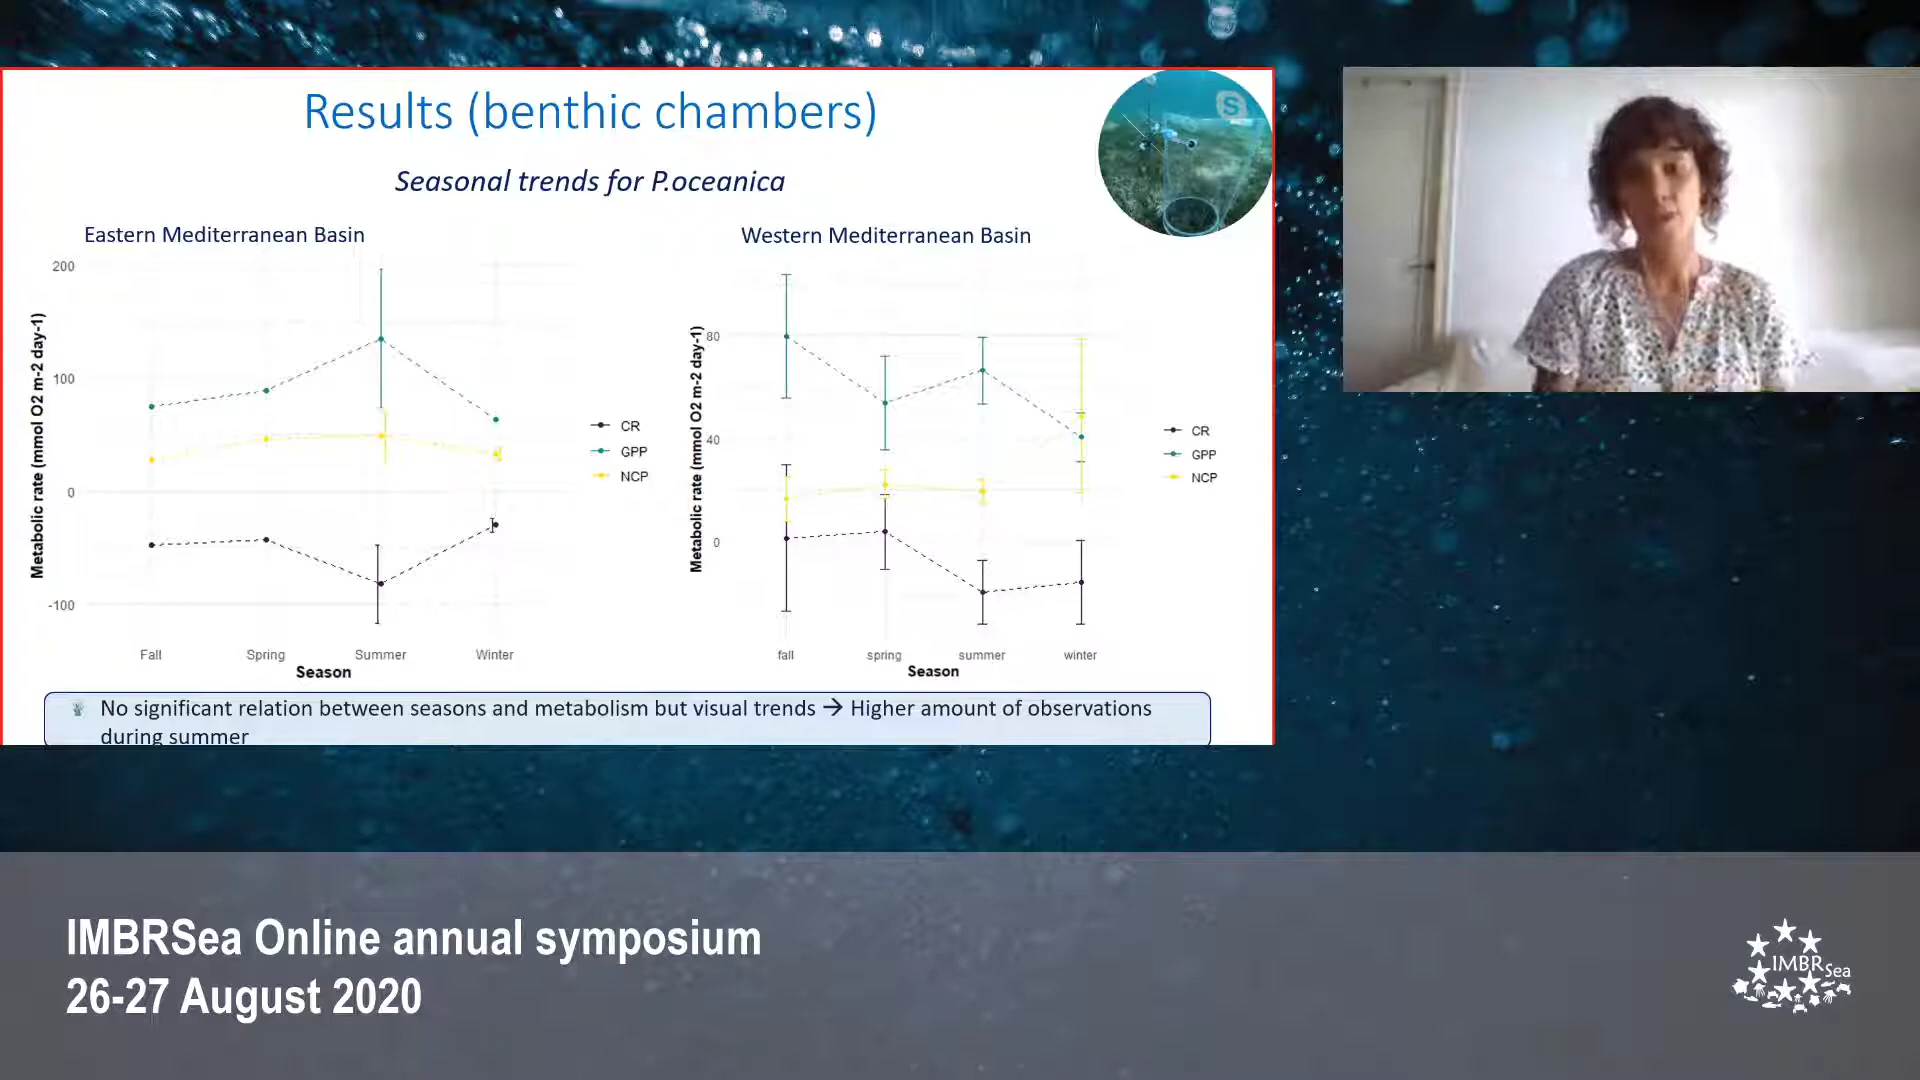 Results (benthic chambers)
S
Seasonal trends for P.oceanica
Eastern Mediterranean Basin
Western Mediterranean Basin
Metabolic rate (mmol O2 m-2 day-1)
200
100
0
-100
Fall Spring Summer Winter
Season
CR
GPP
NCP
Metabolic rate (mmol O2 m-2 day-1)
80
40
0
fall spring summer winter
Season
CR
GPP
NCP
No significant relation between seasons and metabolism but visual trends → Higher amount of observations
during summer
IMBRSea Online annual symposium
26-27 August 2020
IMBRSea